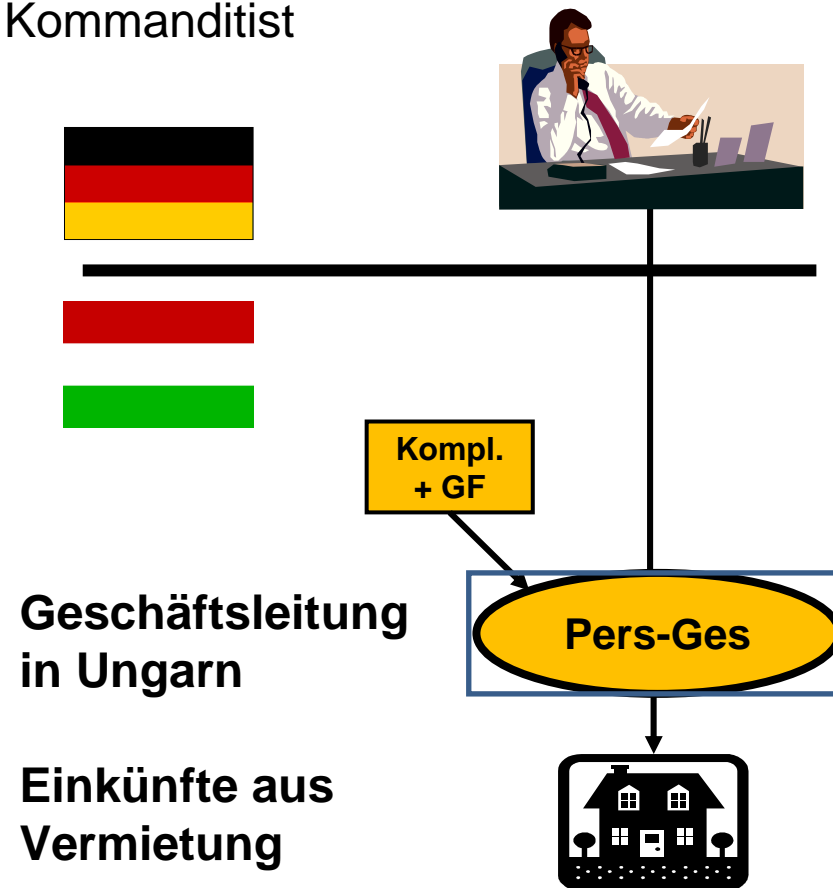 Kommanditist
Kompl.
+ GF
Geschäftsleitung
in Ungarn
Pers-Ges
Einkünfte aus
Vermietung